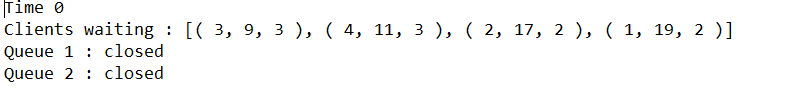 Time 0
Clients waiting : [( 3, 9, 3 ), ( 4, 11, 3 ), ( 2, 17, 2 ), ( 1, 19, 2 )]
Queue 1 : closed
Queue 2 : closed